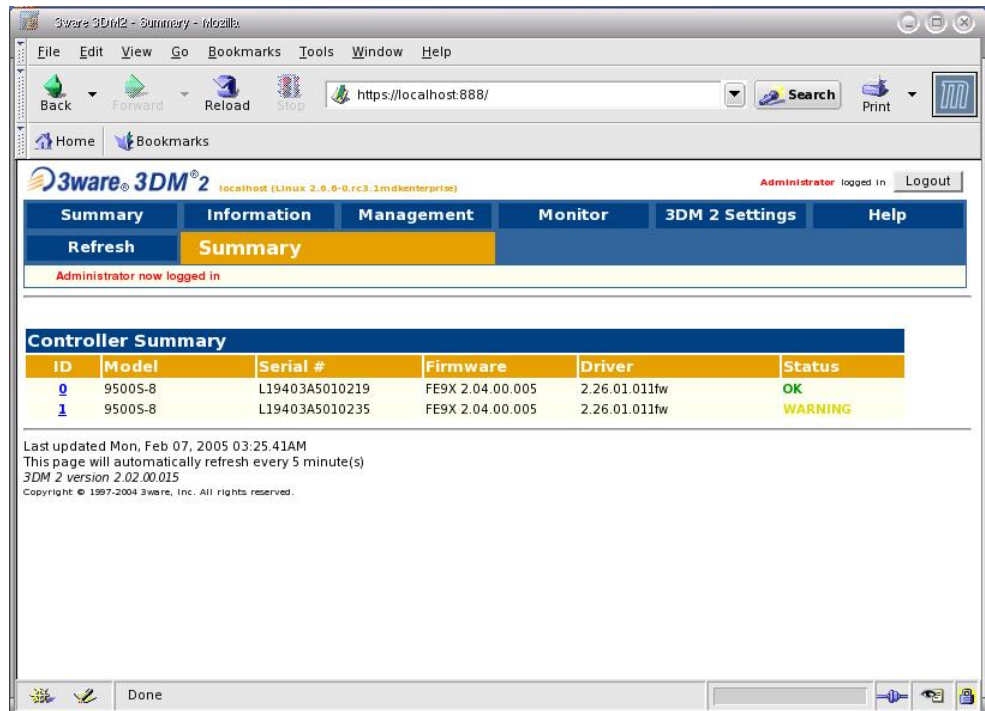 3ware 3DM2 - Summary - Mozilla
File Edit View Go Bookmarks Tools Window Help
Back Forward Reload Stop https://localhost:888/ Search Print
Home Bookmarks
3ware® 3DM®2 localhost (Linux 2.6.6-0.rc3.1mdkenterprise) Administrator logged in Logout
Summary Information Management Monitor 3DM 2 Settings Help
Refresh Summary
Administrator now logged in
Controller Summary
ID Model Serial # Firmware Driver Status
0 9500S-8 L19403A5010219 FE9X 2.04.00.005 2.26.01.011fw OK
1 9500S-8 L19403A5010235 FE9X 2.04.00.005 2.26.01.011fw WARNING
Last updated Mon, Feb 07, 2005 03:25.41AM
This page will automatically refresh every 5 minute(s)
3DM 2 version 2.02.00.015
Copyright © 1997-2004 3ware, Inc. All rights reserved.
Done